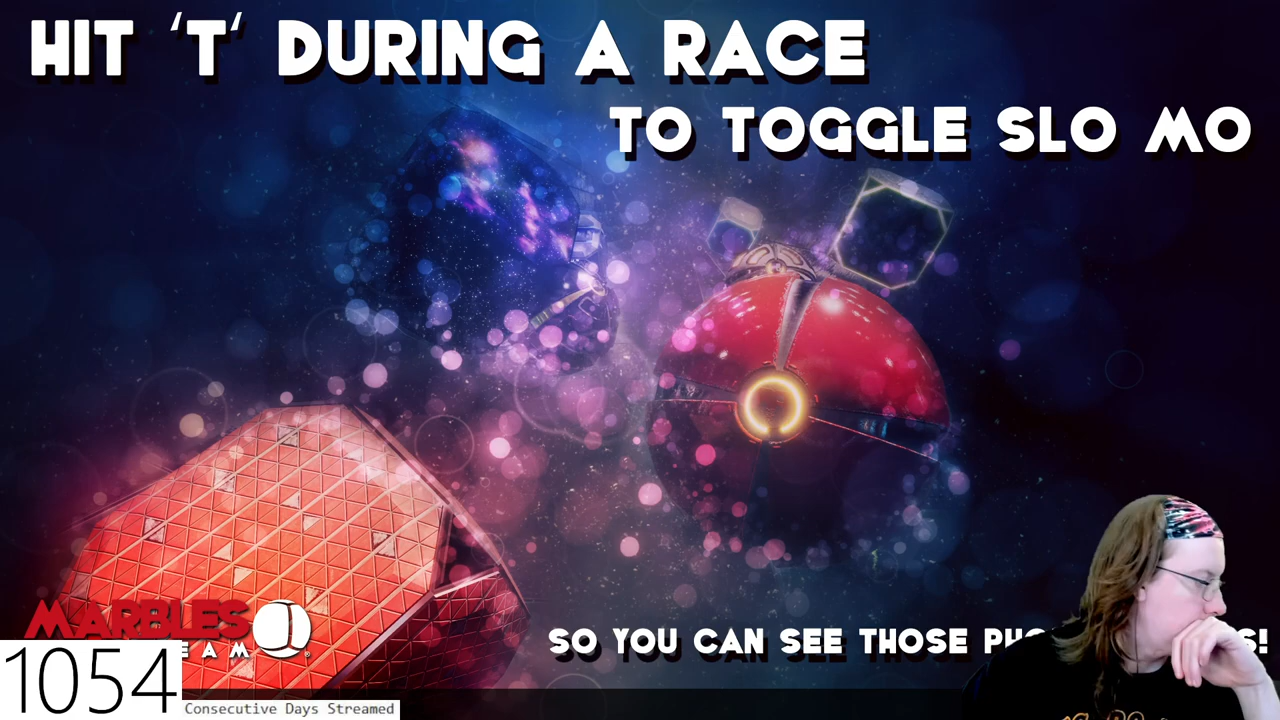 HIT 'T' DURING A RACE
TO TOGGLE SLO MO
SO YOU CAN SEE THOSE
MARBLES
1054
Consecutive Days Streamed